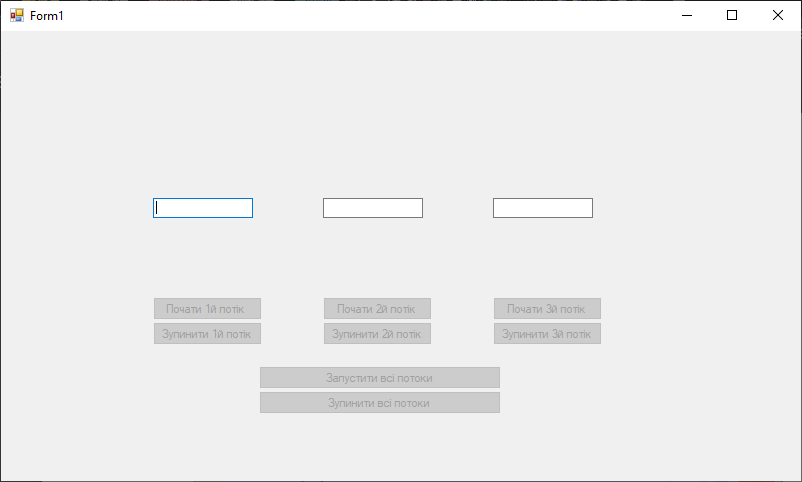 Form1
Почати 1й потік
Почати 2й потік
Почати 3й потік
Зупинити 1й потік
Зупинити 2й потік
Зупинити 3й потік
Запустити всі потоки
Зупинити всі потоки